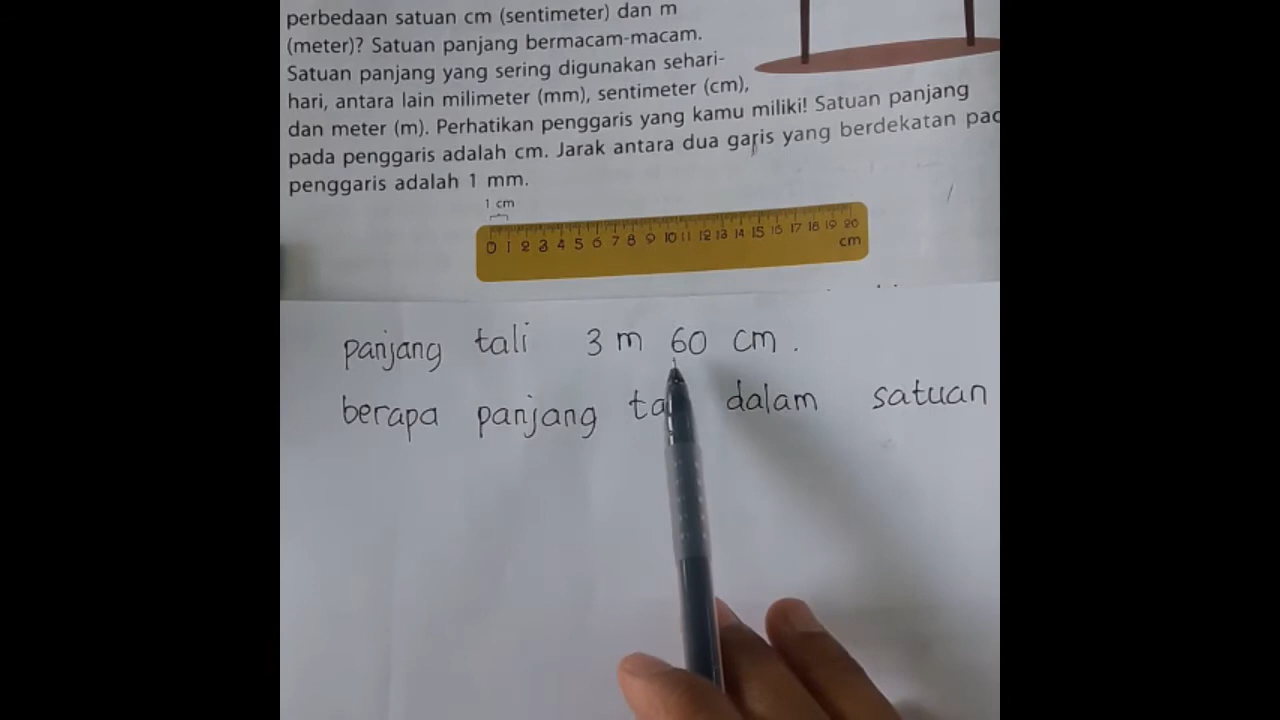 perbedaan satuan cm (sentimeter) dan m
(meter)? Satuan panjang bermacam-macam.
Satuan panjang yang sering digunakan sehari-
hari, antara lain milimeter (mm), sentimeter (cm),
dan meter (m). Perhatikan penggaris yang kamu miliki! Satuan panjang
pada penggaris adalah cm. Jarak antara dua garis yang berdekatan
penggaris adalah 1 mm.
1 cm
0 1 2 3 4 5 6 7 8 9 10 11 12 13 14 15 16 17 18 19 20
cm
panjang tali 3 m 60 cm.
berapa panjang dalam satuan